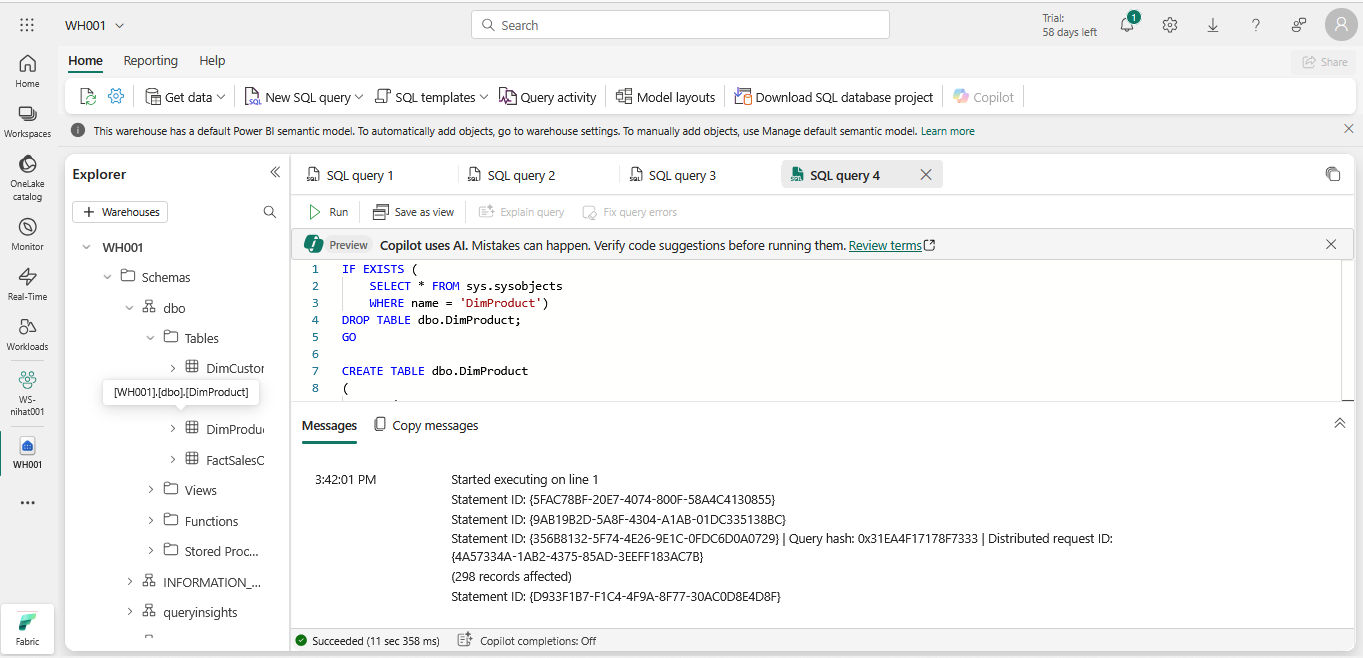 WH001
Search
Trial:
58 days left
1
Home
Reporting
Help
Share
Get data
New SQL query
SQL templates
Query activity
Model layouts
Download SQL database project
Copilot
This warehouse has a default Power BI semantic model. To automatically add objects, go to warehouse settings. To manually add objects, use Manage default semantic model. Learn more
Home
Workspaces
OneLake
catalog
Monitor
Real-Time
Workloads
WS-
nihat001
WH001
Fabric
Explorer
+ Warehouses
WH001
Schemas
dbo
Tables
DimCustor
[WH001].[dbo].[DimProduct]
DimProdu
FactSalesO
Views
Functions
Stored Proc...
INFORMATION_...
queryinsights
SQL query 1
SQL query 2
SQL query 3
SQL query 4
Run
Save as view
Explain query
Fix query errors
Preview Copilot uses AI. Mistakes can happen. Verify code suggestions before running them. Review terms
1 IF EXISTS (
2 SELECT * FROM sys.sysobjects
3 WHERE name = 'DimProduct')
4 DROP TABLE dbo.DimProduct;
5 GO
6
7 CREATE TABLE dbo.DimProduct
8 (
Messages
Copy messages
3:42:01 PM Started executing on line 1
Statement ID: {5FAC78BF-20E7-4074-800F-58A4C4130855}
Statement ID: {9AB19B2D-5A8F-4304-A1AB-01DC335138BC}
Statement ID: {356B8132-5F74-4E26-9E1C-0FDC6D0A0729} | Query hash: 0x31EA4F17178F7333 | Distributed request ID:
{4A57334A-1AB2-4375-85AD-3EEFF183AC7B}
(298 records affected)
Statement ID: {D933F1B7-F1C4-4F9A-8F77-30AC0D8E4D8F}
Succeeded (11 sec 358 ms)
Copilot completions: Off